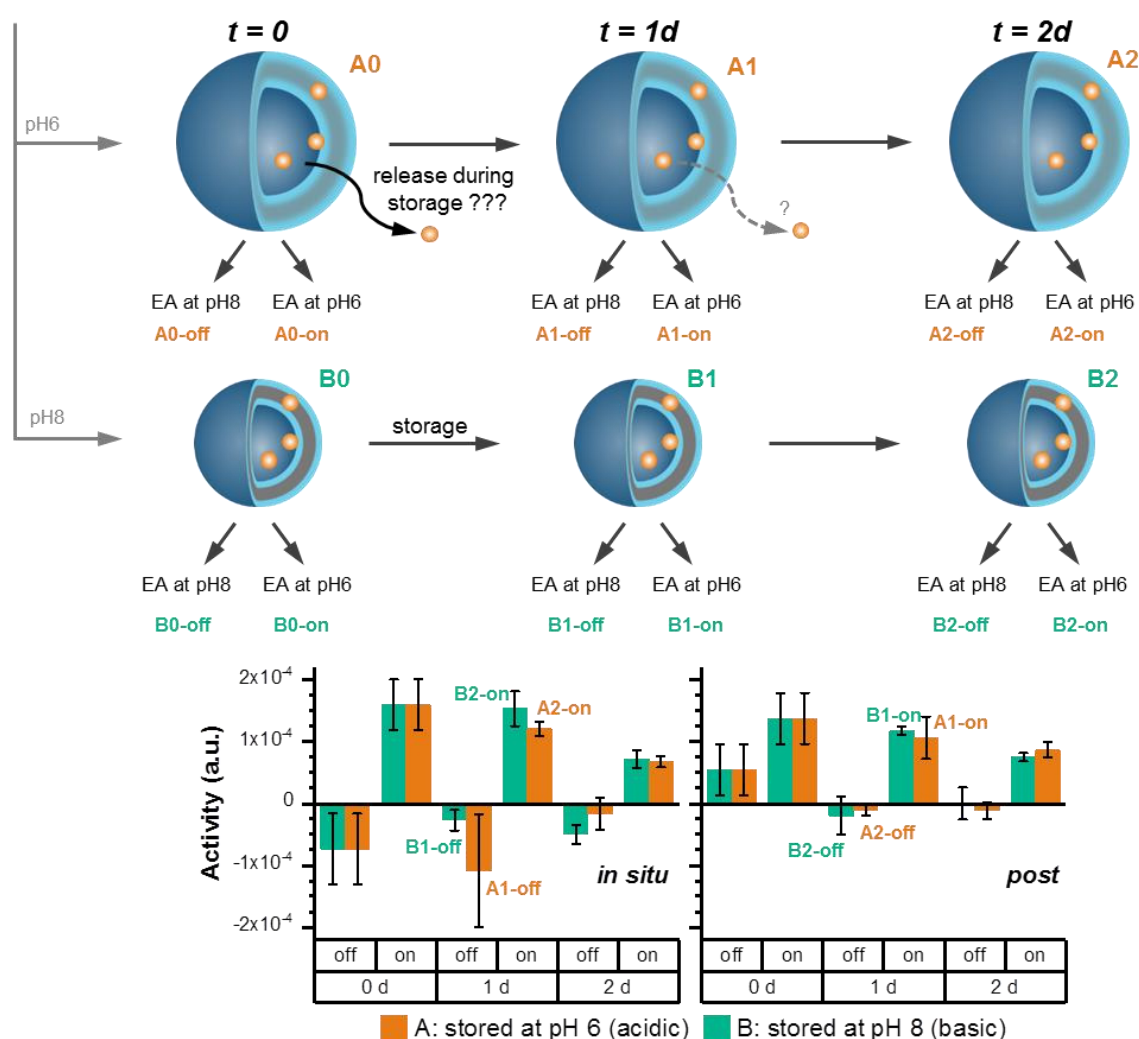 t = 0
t = 1d
t = 2d
A0
A1
A2
pH6
release during
storage ???
?
EA at pH8
EA at pH6
EA at pH8
EA at pH6
EA at pH8
EA at pH6
A0-off
A0-on
A1-off
A1-on
A2-off
A2-on
B0
B1
B2
pH8
storage
EA at pH8
EA at pH6
EA at pH8
EA at pH6
EA at pH8
EA at pH6
B0-off
B0-on
B1-off
B1-on
B2-off
B2-on
Activity (a.u.)
2x10-4
1x10-4
0
-1x10-4
-2x10-4
B2-on
A2-on
B1-off
A1-off
in situ
B1-on
A1-on
B2-off
A2-off
post
off
on
off
on
off
on
off
on
off
on
off
on
0 d
1 d
2 d
0 d
1 d
2 d
A: stored at pH 6 (acidic)
B: stored at pH 8 (basic)